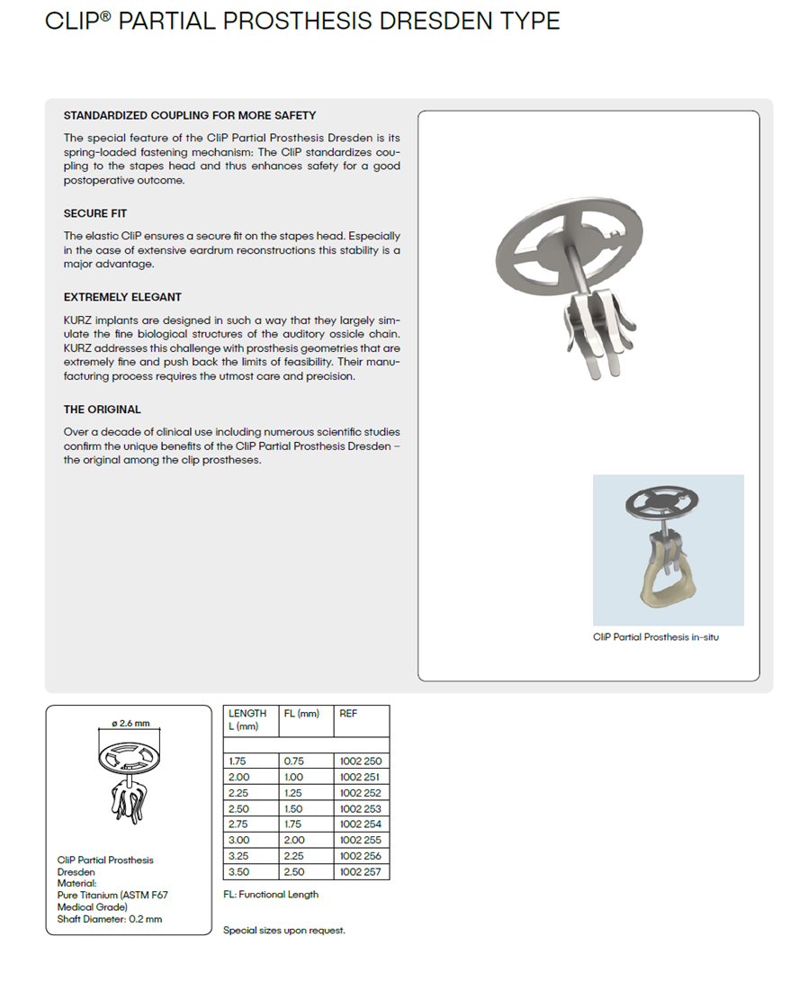 CLIP® PARTIAL PROSTHESIS DRESDEN TYPE
STANDARDIZED COUPLING FOR MORE SAFETY
The special feature of the CliP Partial Prosthesis Dresden is its
spring-loaded fastening mechanism: The CliP standardizes cou-
pling to the stapes head and thus enhances safety for a good
postoperative outcome.
SECURE FIT
The elastic CliP ensures a secure fit on the stapes head. Especially
in the case of extensive eardrum reconstructions this stability is a
major advantage.
EXTREMELY ELEGANT
KURZ implants are designed in such a way that they largely sim-
ulate the fine biological structures of the auditory ossicle chain.
KURZ addresses this challenge with prosthesis geometries that are
extremely fine and push back the limits of feasibility. Their manu-
facturing process requires the utmost care and precision.
THE ORIGINAL
Over a decade of clinical use including numerous scientific studies
confirm the unique benefits of the CliP Partial Prosthesis Dresden –
the original among the clip prostheses.
CliP Partial Prosthesis in-situ
ø 2.6 mm
CliP Partial Prosthesis
Dresden
Material:
Pure Titanium (ASTM F67
Medical Grade)
Shaft Diameter: 0.2 mm
LENGTH L (mm) FL (mm) REF
1.75 0.75 1002 250
2.00 1.00 1002 251
2.25 1.25 1002 252
2.50 1.50 1002 253
2.75 1.75 1002 254
3.00 2.00 1002 255
3.25 2.25 1002 256
3.50 2.50 1002 257
FL: Functional Length
Special sizes upon request.